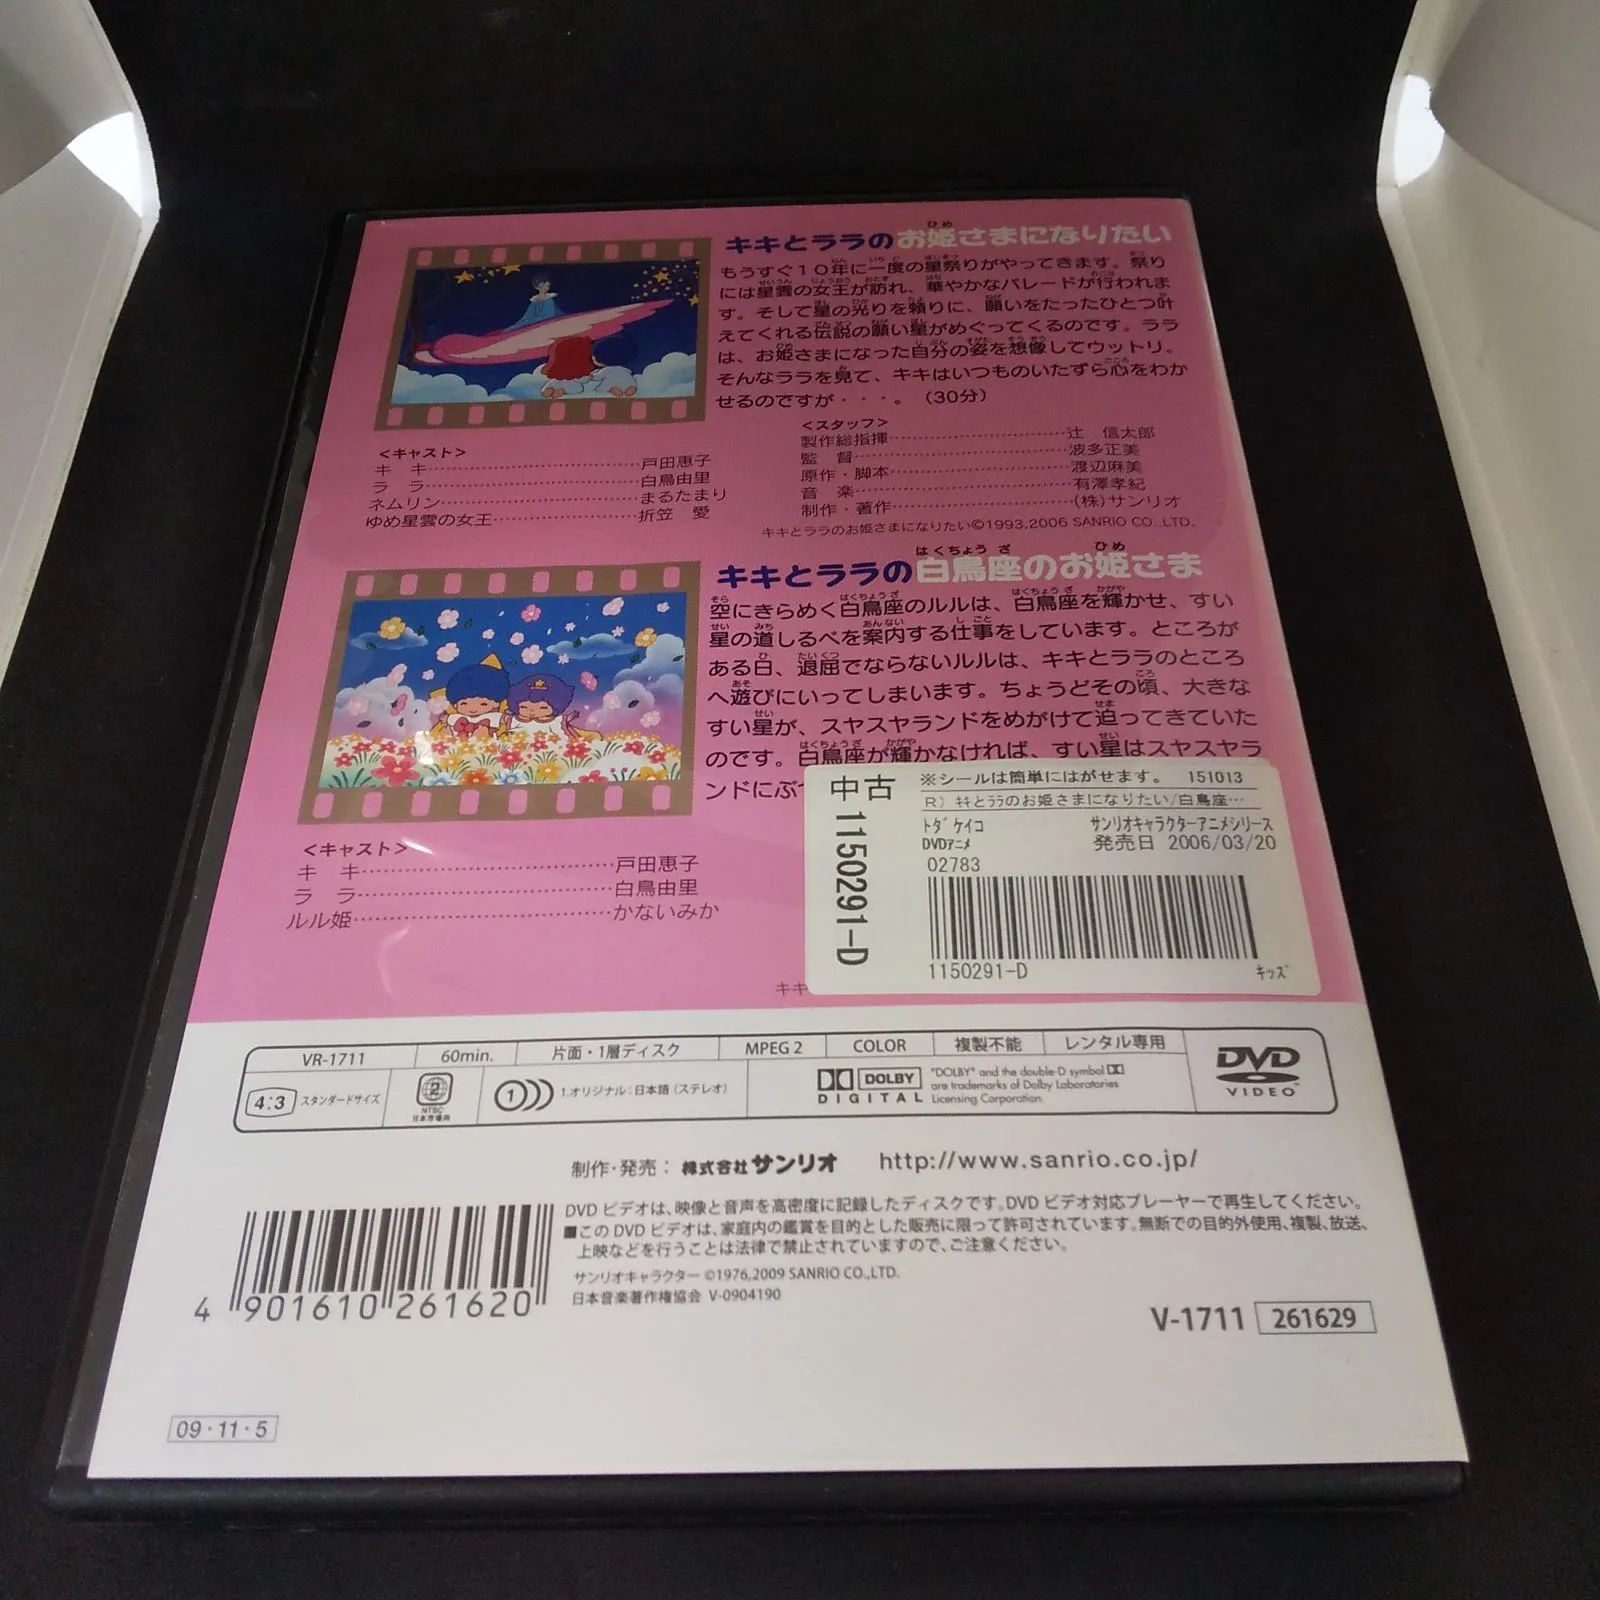 キキとララのお姫さまになりたい
もうすぐ10年に一度の星祭りがやってきます。祭り
には星雲の女王が訪れ、華やかなパレードが行われま
す。そして星の光りを頼りに、願いをたったひとつ叶
えてくれる伝説の願い星がめぐってくるのです。ララ
は、お姫さまになった自分の姿を想像してウットリ。
そんなララを見て、キキはいつものいたずら心をわか
せるのですが・・・。（30分）
<キャスト>
キ キ……………………戸田恵子
ラ ラ……………………白鳥由里
ネムリン……………………まるたまり
ゆめ星雲の女王……………………折笠 愛
<スタッフ>
製作総指揮……………………辻 信太郎
監 督……………………波多正美
原作・脚本……………………渡辺麻美
音 楽……………………有澤孝紀
制作・著作……………………(株)サンリオ
キキとララのお姫さまになりたい©1993,2006 SANRIO CO.,LTD.
キキとララの白鳥座のお姫さま
空にきらめく白鳥座のルルは、白鳥座を輝かせ、すい
星の道しるべを案内する仕事をしています。ところが
ある日、退屈でならないルルは、キキとララのところ
へ遊びにいってしまいます。ちょうどその頃、大きな
すい星が、スヤスヤランドをめがけて迫ってきていた
のです。白鳥座が輝かなければ、すい星はスヤスヤラ
ンドにぶ
<キャスト>
キ キ……………………戸田恵子
ラ ラ……………………白鳥由里
ルル姫……………………かないみか
キキ
中古 1150291-D
※シールは簡単にはがせます。 151013
R) ｷｷとﾗﾗのお姫さまになりたい/白鳥座…
ﾄﾀﾞ ｹｲｺ サンリオキャラクターアニメシリーズ
DVDｱﾆﾒ 発売日 2006/03/20
02783
1150291-D ｷｯｽﾞ
VR-1711 60min. 片面・1層ディスク MPEG 2 COLOR 複製不能 レンタル専用
4:3 スタンダードサイズ
2 NTSC 日本市場向
1 1.オリジナル:日本語(ステレオ)
DOLBY DIGITAL
"DOLBY" and the double-D symbol
are trademarks of Dolby Laboratories
Licensing Corporation.
DVD VIDEO
制作・発売： 株式会社サンリオ http://www.sanrio.co.jp/
DVD ビデオは、映像と音声を高密度に記録したディスクです。DVD ビデオ対応プレーヤーで再生してください。
■この DVD ビデオは、家庭内の鑑賞を目的とした販売に限って許可されています。無断での目的外使用、複製、放送、
上映などを行うことは法律で禁止されていますので、ご注意ください。
サンリオキャラクター ©1976,2009 SANRIO CO.,LTD.
日本音楽著作権協会 V-0904190
4 901610 261620
V-1711 261629
09・11・5